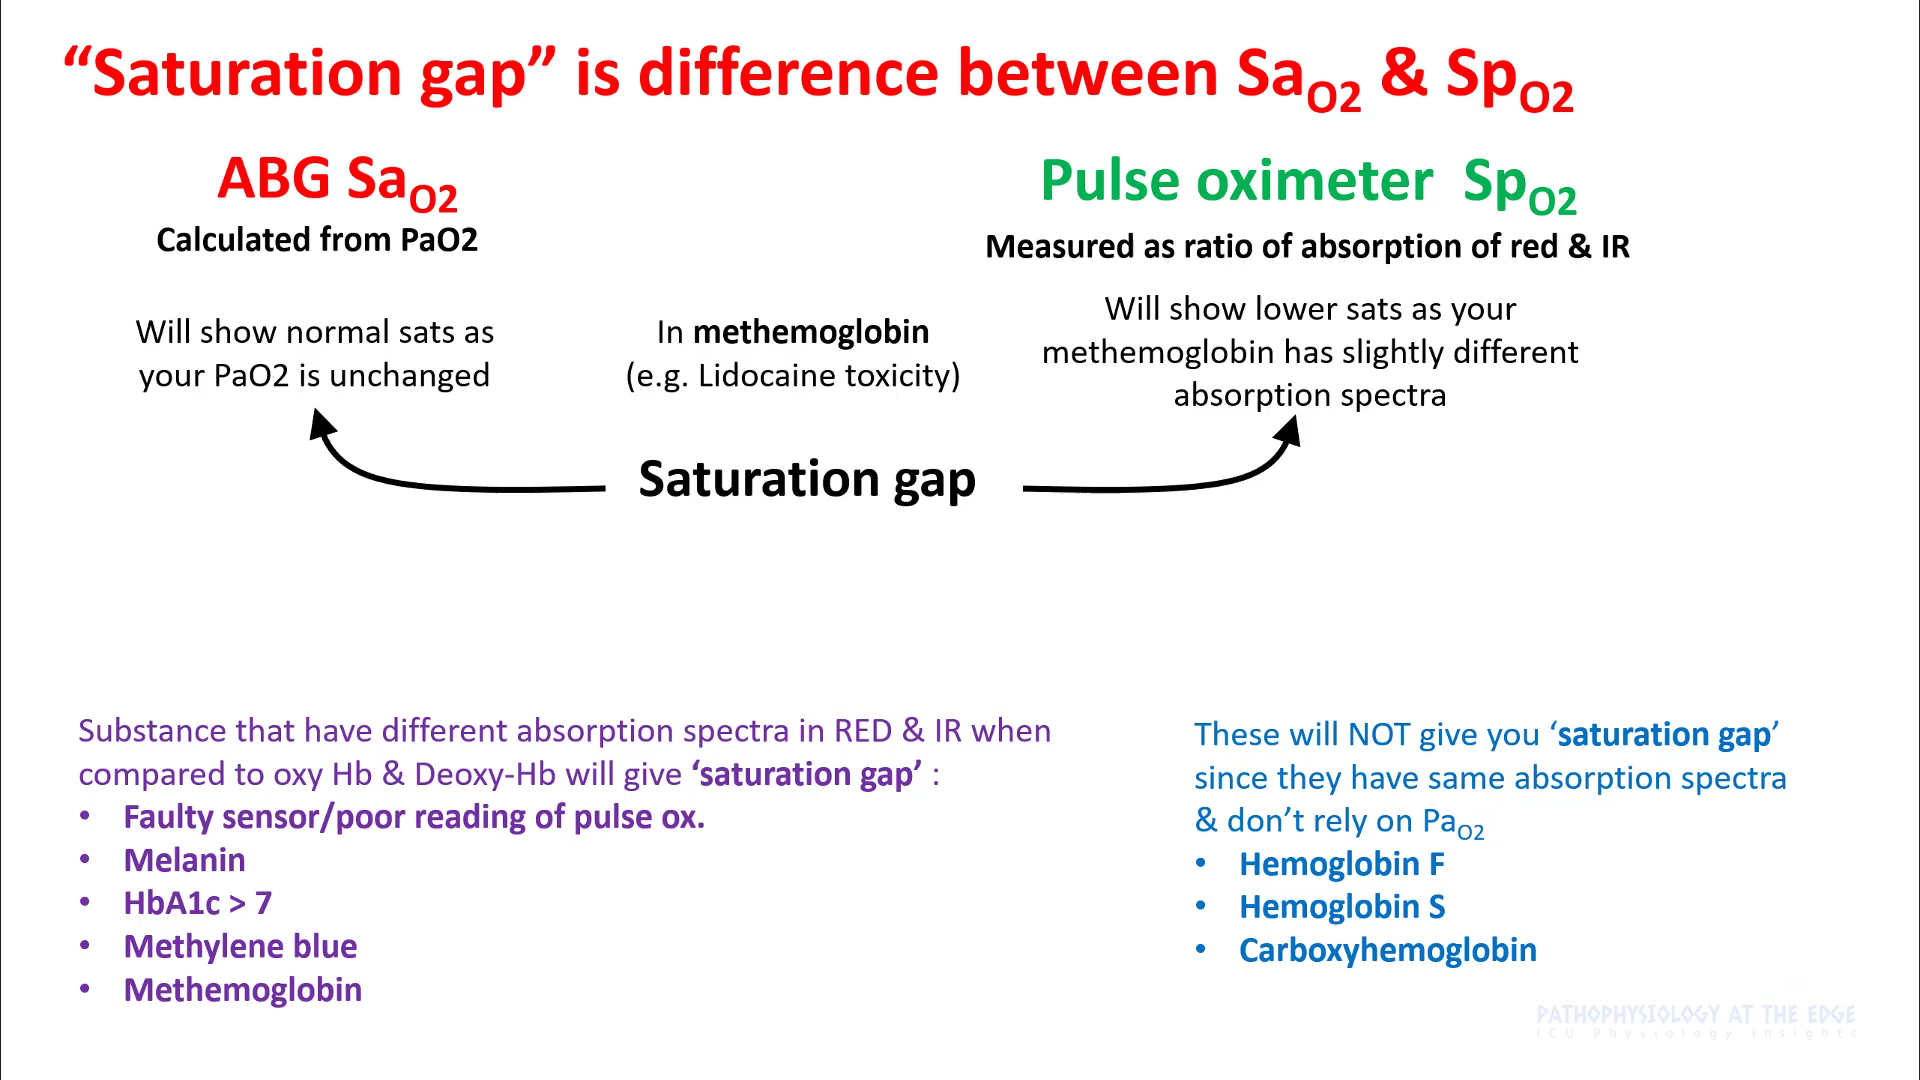 “Saturation gap” is difference between SaO2 & SpO2
ABG SaO2
Calculated from PaO2
Will show normal sats as
your PaO2 is unchanged
In methemoglobin
(e.g. Lidocaine toxicity)
Pulse oximeter SpO2
Measured as ratio of absorption of red & IR
Will show lower sats as your
methemoglobin has slightly different
absorption spectra
Saturation gap
Substance that have different absorption spectra in RED & IR when
compared to oxy Hb & Deoxy-Hb will give ‘saturation gap’ :
• Faulty sensor/poor reading of pulse ox.
• Melanin
• HbA1c > 7
• Methylene blue
• Methemoglobin
These will NOT give you ‘saturation gap’
since they have same absorption spectra
& don’t rely on PaO2
• Hemoglobin F
• Hemoglobin S
• Carboxyhemoglobin
PATHOPHYSIOLOGY AT THE EDGE
ICU Physiology Insights